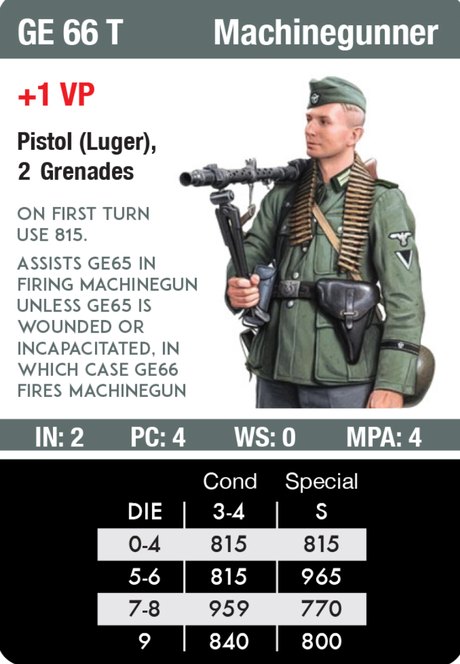 GE 66 T Machinegunner
+1 VP
Pistol (Luger),
2 Grenades
ON FIRST TURN
USE 815.
ASSISTS GE65 IN
FIRING MACHINEGUN
UNLESS GE65 IS
WOUNDED OR
INCAPACITATED, IN
WHICH CASE GE66
FIRES MACHINEGUN
IN: 2 PC: 4 WS: 0 MPA: 4
Cond Special
DIE 3-4 S
0-4 815 815
5-6 815 965
7-8 959 770
9 840 800